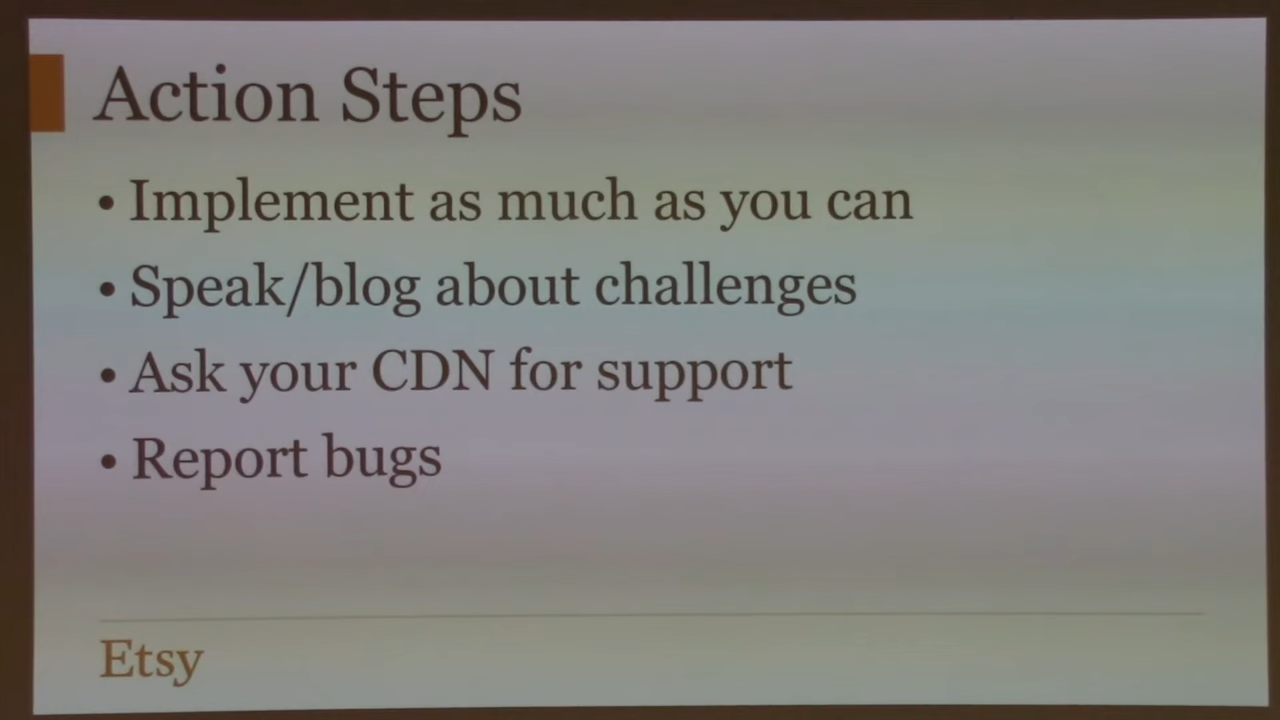 Action Steps
• Implement as much as you can
• Speak/blog about challenges
• Ask your CDN for support
• Report bugs
Etsy